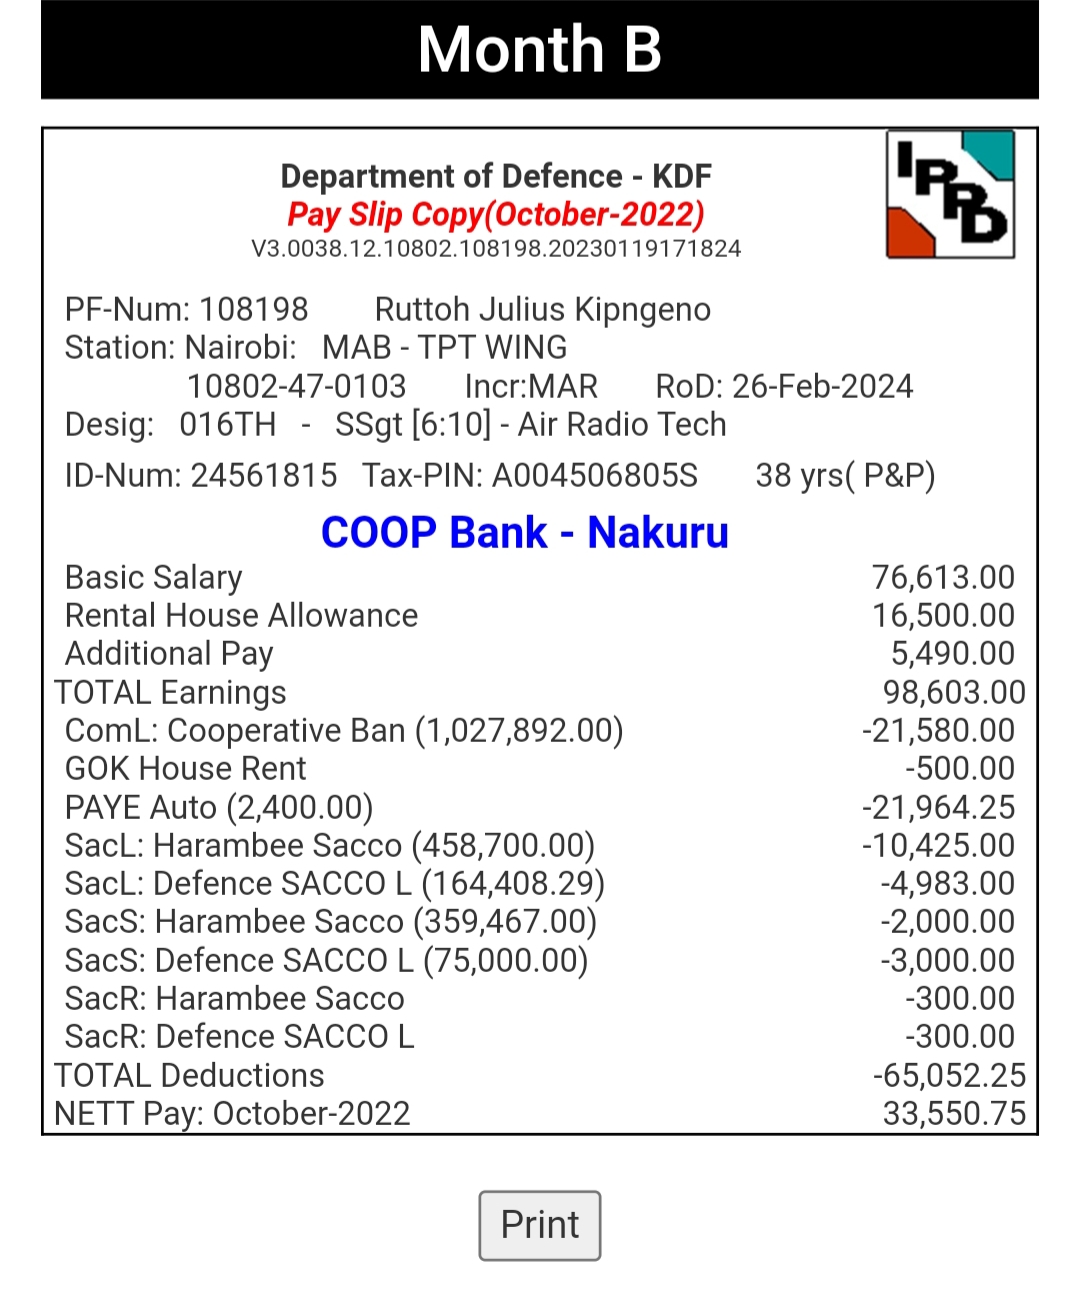 Month B
IPPD
Department of Defence - KDF
Pay Slip Copy(October-2022)
V3.0038.12.10802.108198.20230119171824
PF-Num: 108198 Ruttoh Julius Kipngeno
Station: Nairobi: MAB - TPT WING
10802-47-0103 Incr:MAR RoD: 26-Feb-2024
Desig: 016TH - SSgt [6:10] - Air Radio Tech
ID-Num: 24561815 Tax-PIN: A004506805S 38 yrs( P&P)
COOP Bank - Nakuru
Basic Salary 76,613.00
Rental House Allowance 16,500.00
Additional Pay 5,490.00
TOTAL Earnings 98,603.00
ComL: Cooperative Ban (1,027,892.00) -21,580.00
GOK House Rent -500.00
PAYE Auto (2,400.00) -21,964.25
SacL: Harambee Sacco (458,700.00) -10,425.00
SacL: Defence SACCO L (164,408.29) -4,983.00
SacS: Harambee Sacco (359,467.00) -2,000.00
SacS: Defence SACCO L (75,000.00) -3,000.00
SacR: Harambee Sacco -300.00
SacR: Defence SACCO L -300.00
TOTAL Deductions -65,052.25
NETT Pay: October-2022 33,550.75
Print